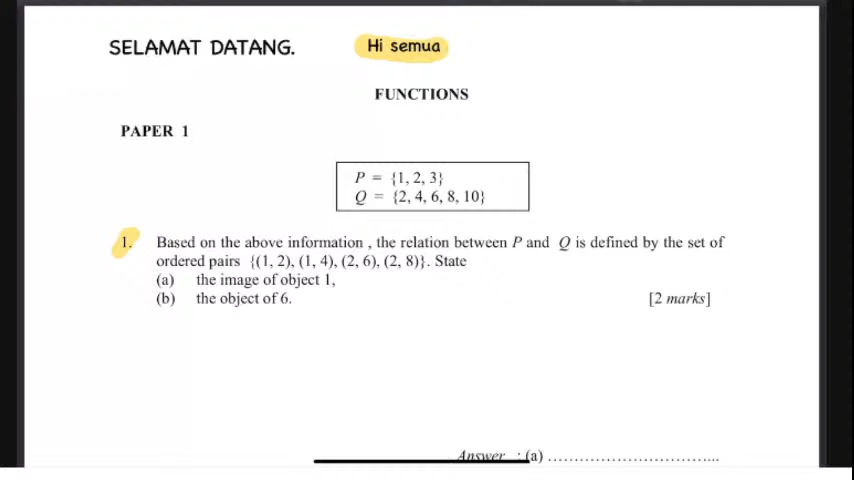 SELAMAT DATANG. Hi semua
FUNCTIONS
PAPER 1
P = {1, 2, 3}
Q = {2, 4, 6, 8, 10}
1. Based on the above information , the relation between P and Q is defined by the set of
ordered pairs {(1, 2), (1, 4), (2, 6), (2, 8)}. State
(a) the image of object 1,
(b) the object of 6. [2 marks]
Answer : (a) ................................